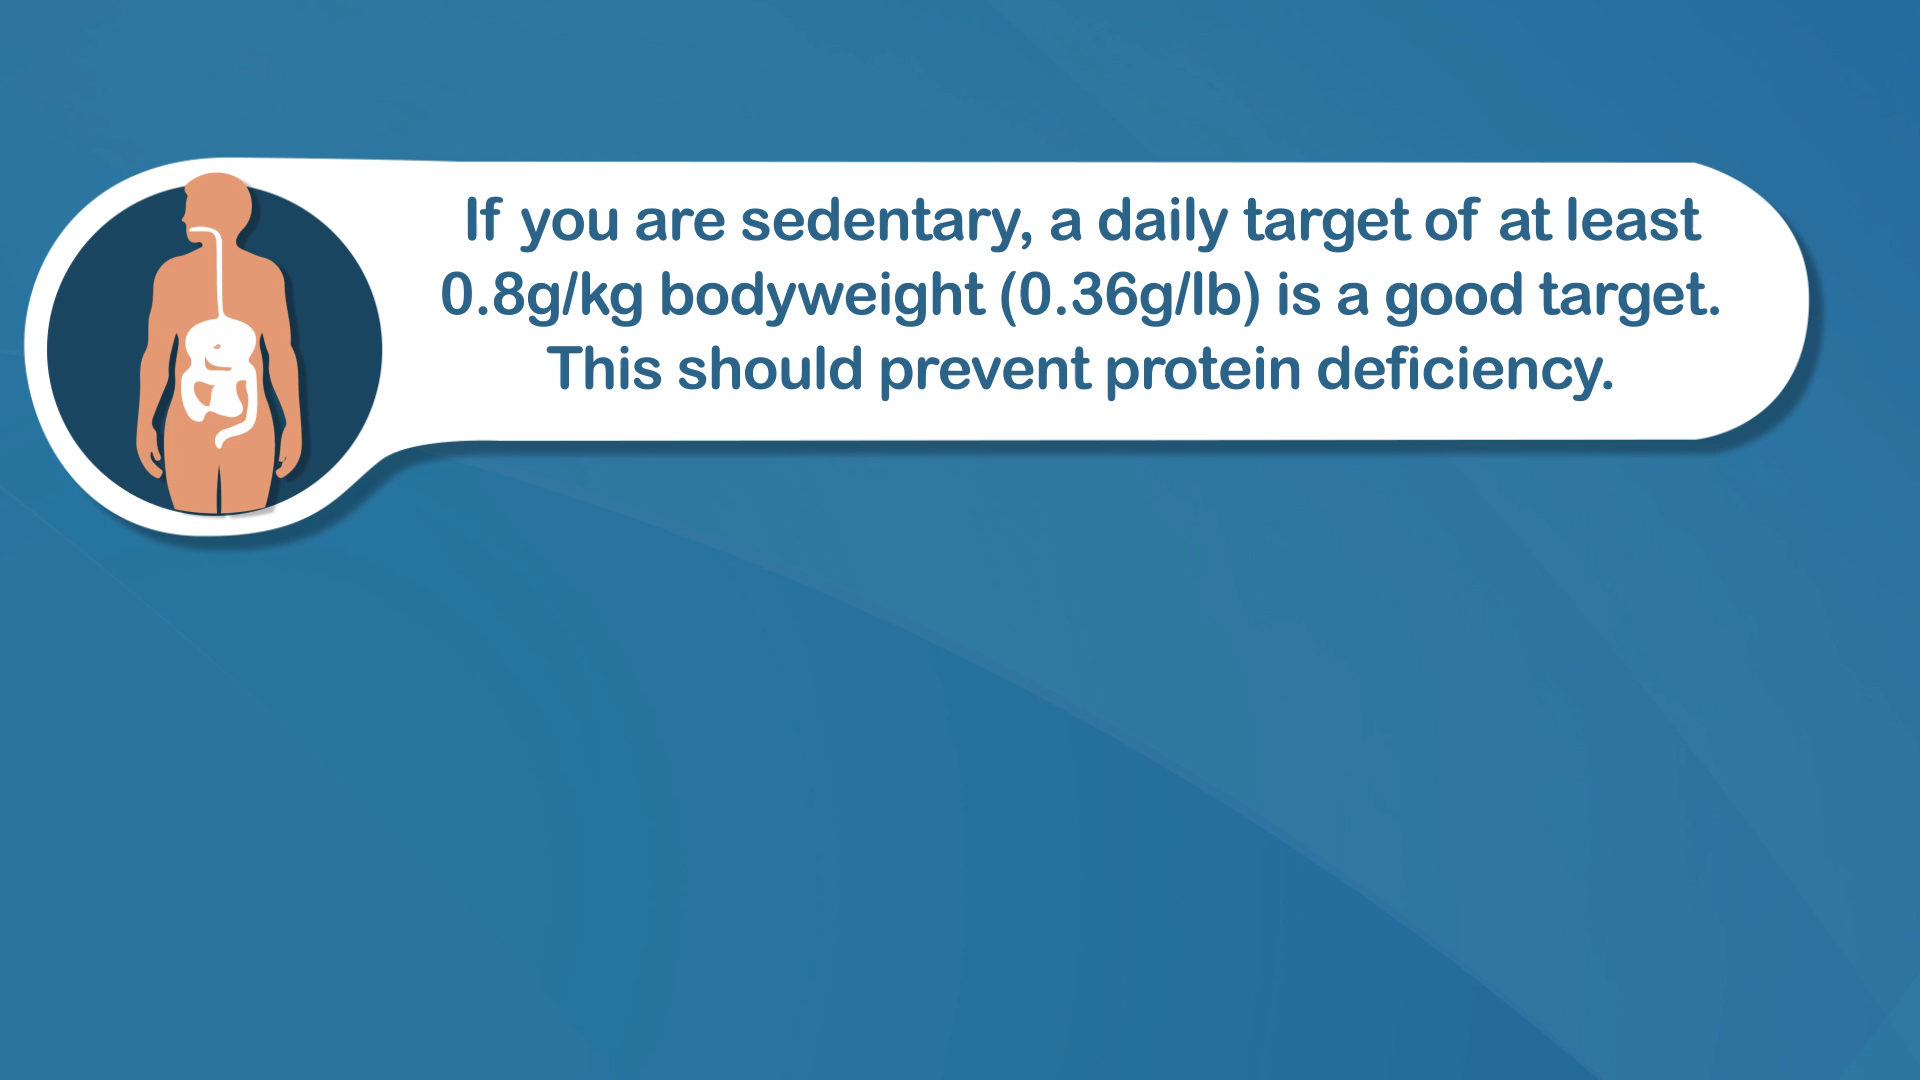 If you are sedentary, a daily target of at least
0.8g/kg bodyweight (0.36g/lb) is a good target.
This should prevent protein deficiency.